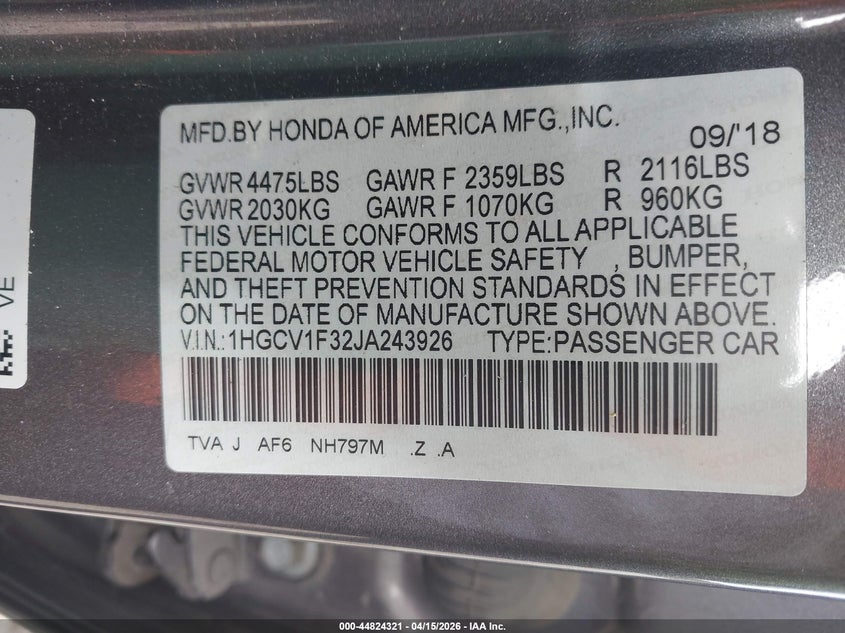 MFD.BY HONDA OF AMERICA MFG.,INC.
09/'18
GVWR 4475LBS GAWR F 2359LBS R 2116LBS
GVWR 2030KG GAWR F 1070KG R 960KG
THIS VEHICLE CONFORMS TO ALL APPLICABLE
FEDERAL MOTOR VEHICLE SAFETY , BUMPER,
AND THEFT PREVENTION STANDARDS IN EFFECT
ON THE DATE OF MANUFACTURE SHOWN ABOVE.
V.I.N.:1HGCV1F32JA243926 TYPE:PASSENGER CAR
TVA J AF6 NH797M .Z .A
VE
000-44824321 04/15/2026 IAA Inc.